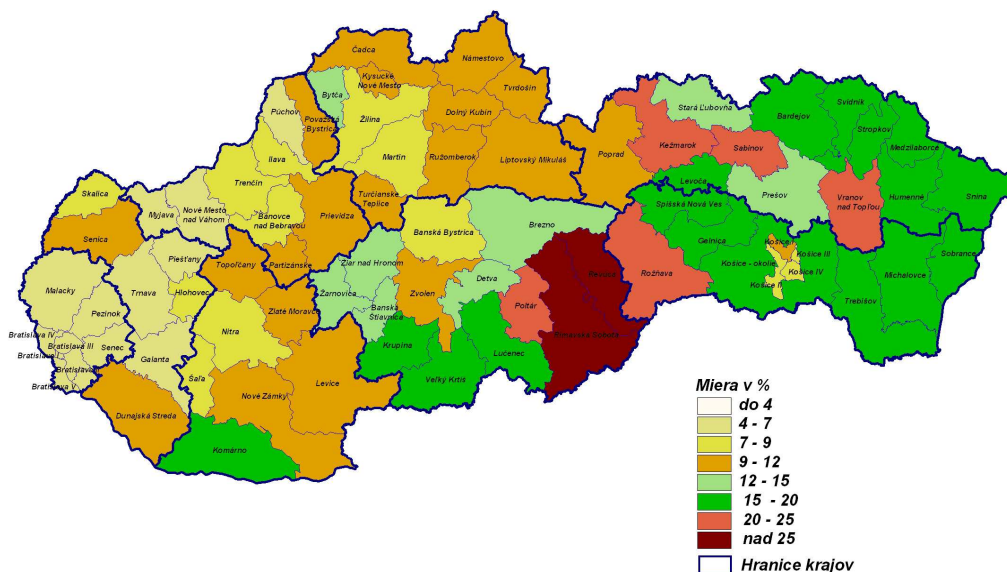 Čadca
Námestovo
Kysucké
Nové Mesto
Tvrdošín
Bytča
Púchov
Považská
Bystrica
Žilina
Dolný Kubín
Stará Ľubovňa
Bardejov
Svidník
Stropkov
Medzilaborce
Kežmarok
Sabinov
Poprad
Ilava
Martin
Ružomberok
Liptovský Mikuláš
Levoča
Prešov
Vranov
nad Topľou
Humenné
Snina
Skalica
Trenčín
Myjava
Nové Mesto
nad Váhom
Bánovce
nad Bebravou
Prievidza
Turčianske
Teplice
Senica
Banská Bystrica
Brezno
Spišská Nová Ves
Gelnica
Košice I
Košice III
Košice - okolie
Košice IV
Košice II
Michalovce
Sobrance
Trebišov
Rožňava
Revúca
Rimavská Sobota
Piešťany
Topoľčany
Partizánske
Žiar nad Hronom
Žarnovica
Banská
Štiavnica
Zvolen
Detva
Poltár
Malacky
Trnava
Hlohovec
Zlaté Moravce
Pezinok
Nitra
Bratislava IV
Bratislava III
Senec
Bratislava I
Bratislava
Bratislava V
Galanta
Šaľa
Levice
Krupina
Lučenec
Veľký Krtíš
Dunajská Streda
Nové Zámky
Komárno
Miera v %
do 4
4 - 7
7 - 9
9 - 12
12 - 15
15 - 20
20 - 25
nad 25
Hranice krajov